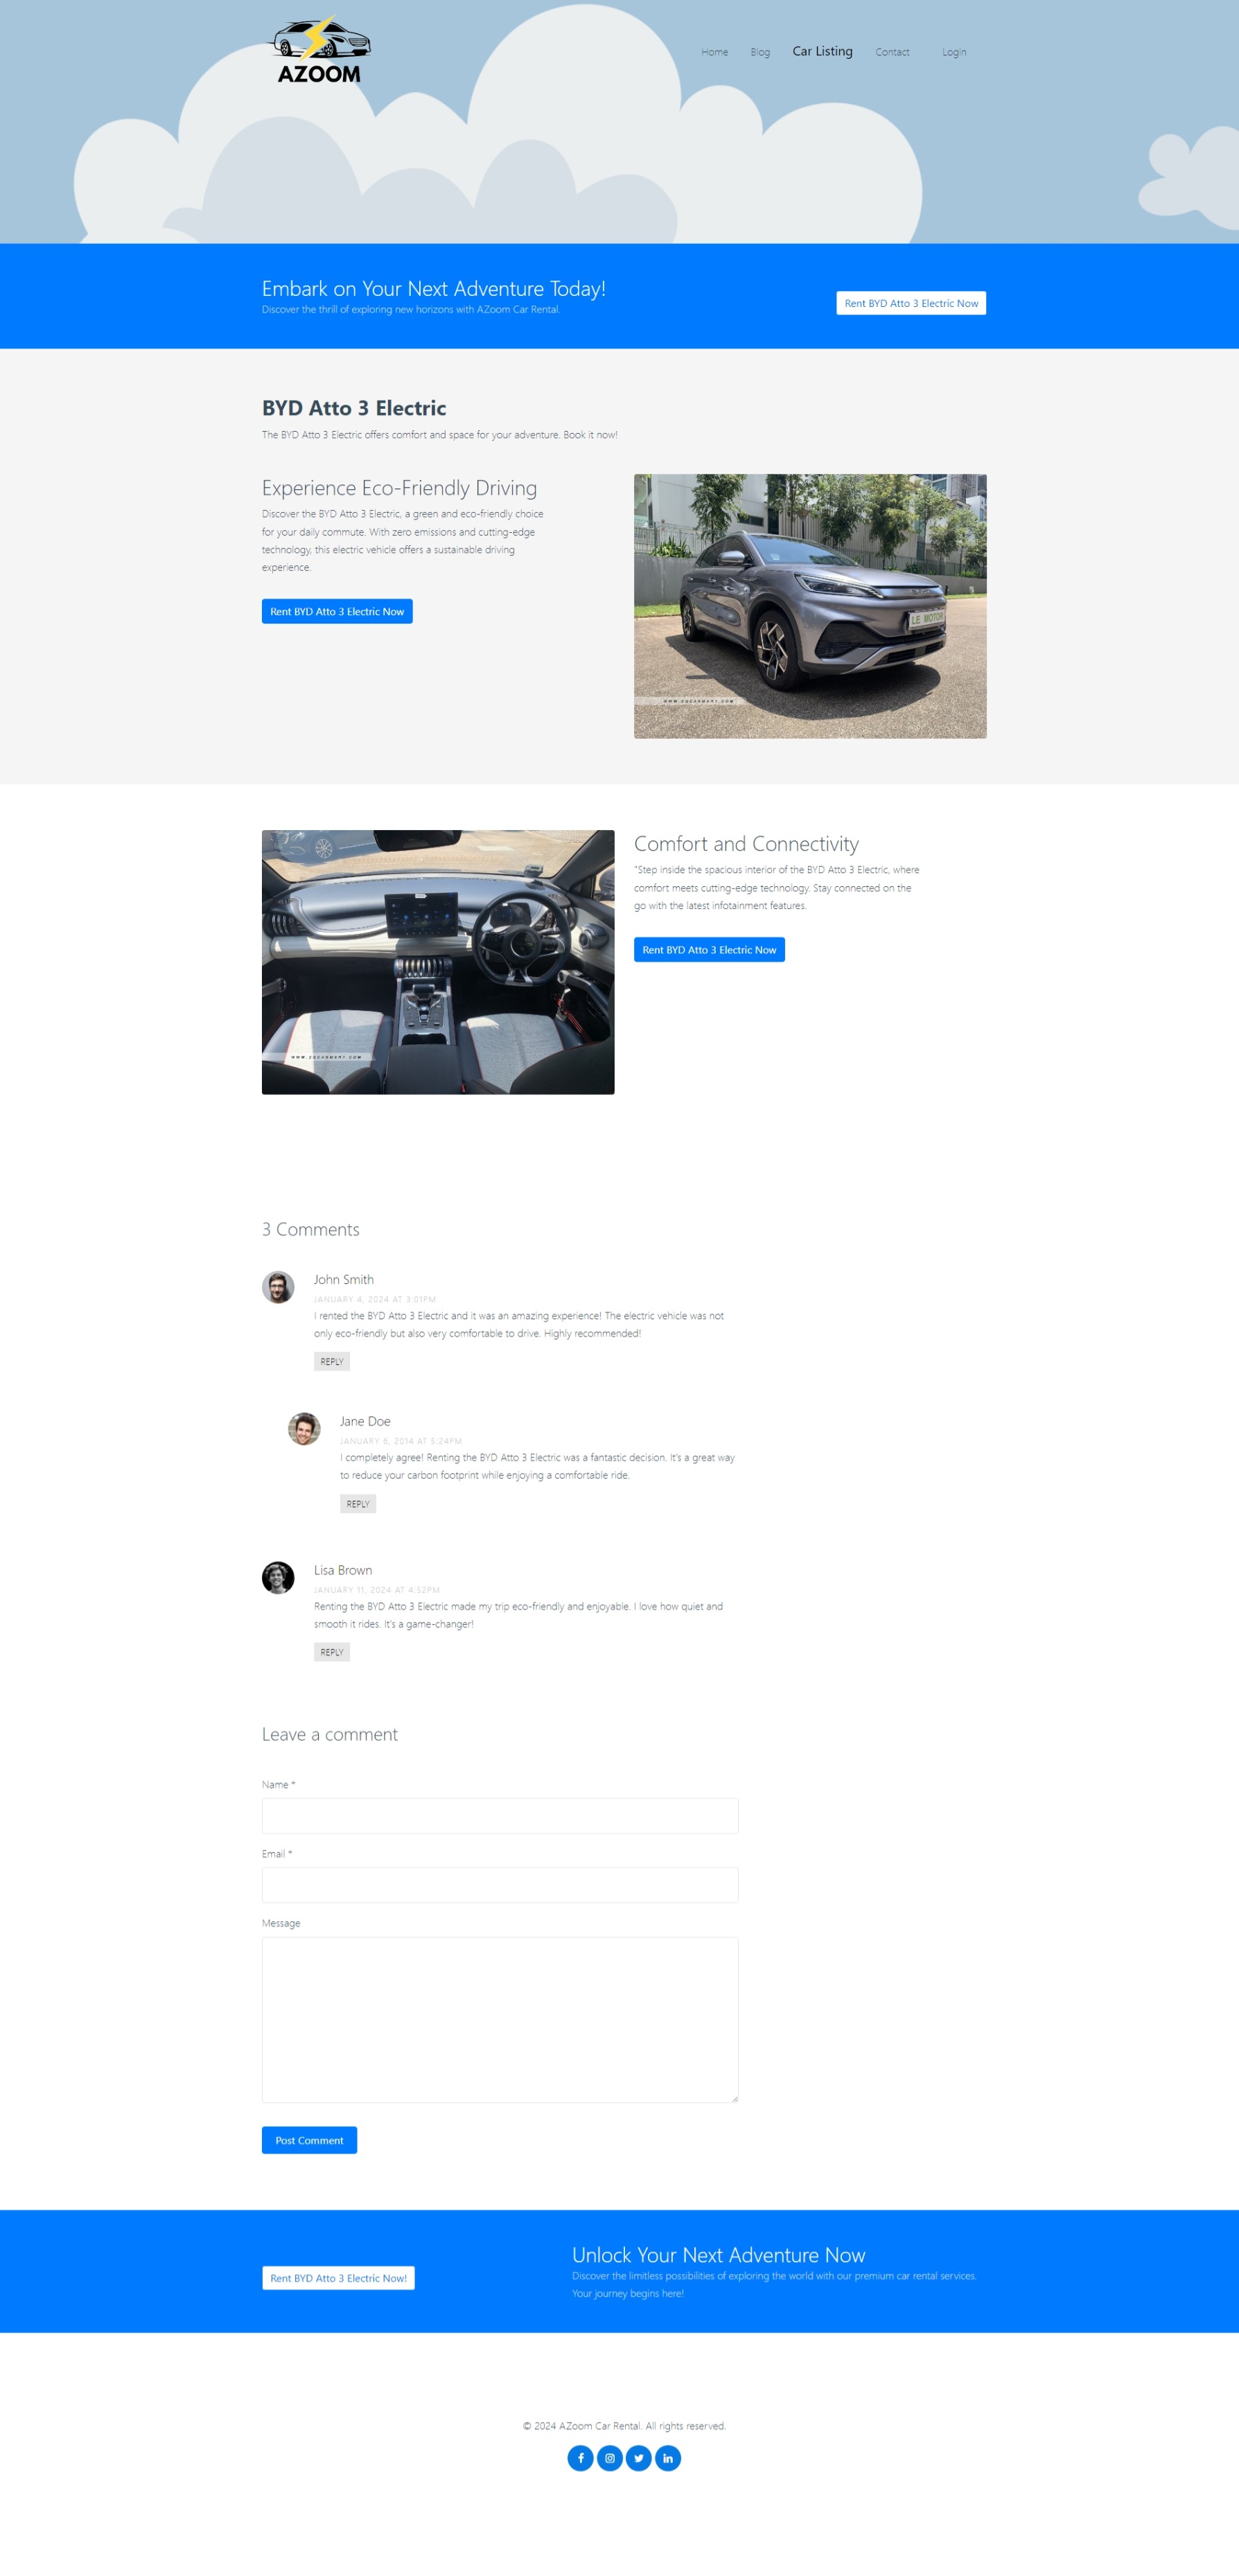 AZOOM
Home Blog Car Listing Contact Login
Embark on Your Next Adventure Today!
Discover the thrill of exploring new horizons with AZoom Car Rental.
Rent BYD Atto 3 Electric Now
BYD Atto 3 Electric
The BYD Atto 3 Electric offers comfort and space for your adventure. Book it now!
Experience Eco-Friendly Driving
Discover the BYD Atto 3 Electric, a green and eco-friendly choice
for your daily commute. With zero emissions and cutting-edge
technology, this electric vehicle offers a sustainable driving
experience.
Rent BYD Atto 3 Electric Now
LE MOTOR
WWW.SGCARMART.COM
WWW.SGCARMART.COM
Comfort and Connectivity
"Step inside the spacious interior of the BYD Atto 3 Electric, where
comfort meets cutting-edge technology. Stay connected on the
go with the latest infotainment features.
Rent BYD Atto 3 Electric Now
3 Comments
John Smith
JANUARY 4, 2024 AT 3:01PM
I rented the BYD Atto 3 Electric and it was an amazing experience! The electric vehicle was not
only eco-friendly but also very comfortable to drive. Highly recommended!
REPLY
Jane Doe
JANUARY 6, 2014 AT 5:24PM
I completely agree! Renting the BYD Atto 3 Electric was a fantastic decision. It's a great way
to reduce your carbon footprint while enjoying a comfortable ride.
REPLY
Lisa Brown
JANUARY 11, 2024 AT 4:52PM
Renting the BYD Atto 3 Electric made my trip eco-friendly and enjoyable. I love how quiet and
smooth it rides. It's a game-changer!
REPLY
Leave a comment
Name *
Email *
Message
Post Comment
Rent BYD Atto 3 Electric Now!
Unlock Your Next Adventure Now
Discover the limitless possibilities of exploring the world with our premium car rental services.
Your journey begins here!
© 2024 AZoom Car Rental. All rights reserved.